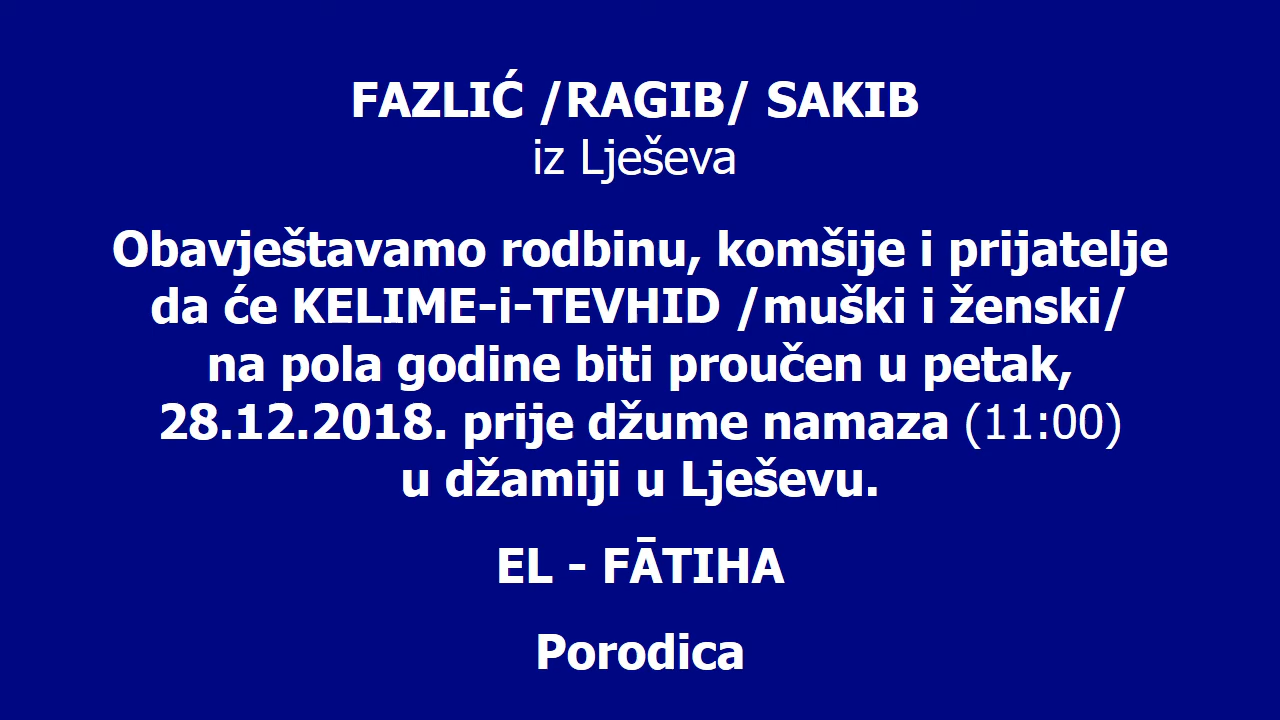 FAZLIĆ /RAGIB/ SAKIB
iz Lješeva
Obavještavamo rodbinu, komšije i prijatelje
da će KELIME-i-TEVHID /muški i ženski/
na pola godine biti proučen u petak,
28.12.2018. prije džume namaza (11:00)
u džamiji u Lješevu.
EL - FĀTIHA
Porodica